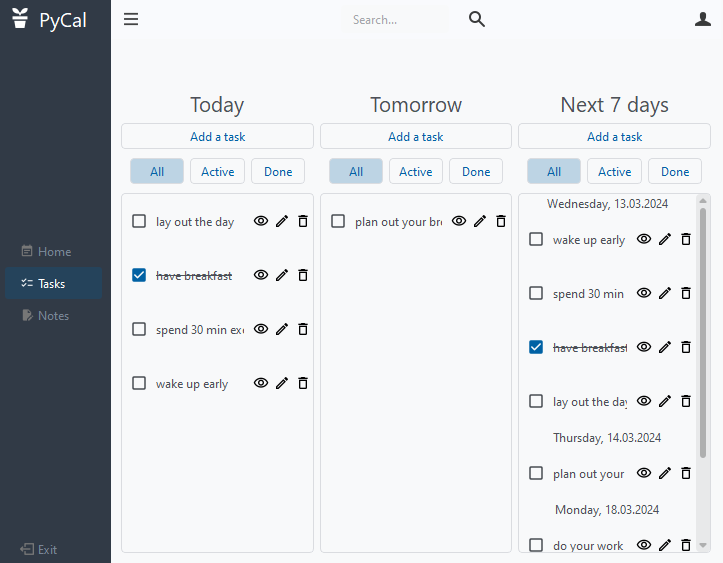 PyCal
Search...
Home
Tasks
Notes
Exit
Today
Add a task
All Active Done
lay out the day
have breakfast
spend 30 min exe
wake up early
Tomorrow
Add a task
All Active Done
plan out your bre
Next 7 days
Add a task
All Active Done
Wednesday, 13.03.2024
wake up early
spend 30 min
have breakfast
lay out the day
Thursday, 14.03.2024
plan out your
Monday, 18.03.2024
do your work